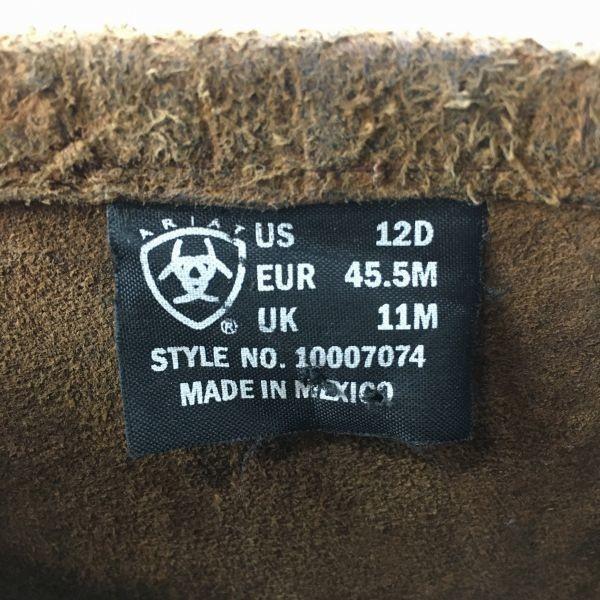 ARIAT
®
US 12D
EUR 45.5M
UK 11M
STYLE NO. 10007074
MADE IN MEXICO